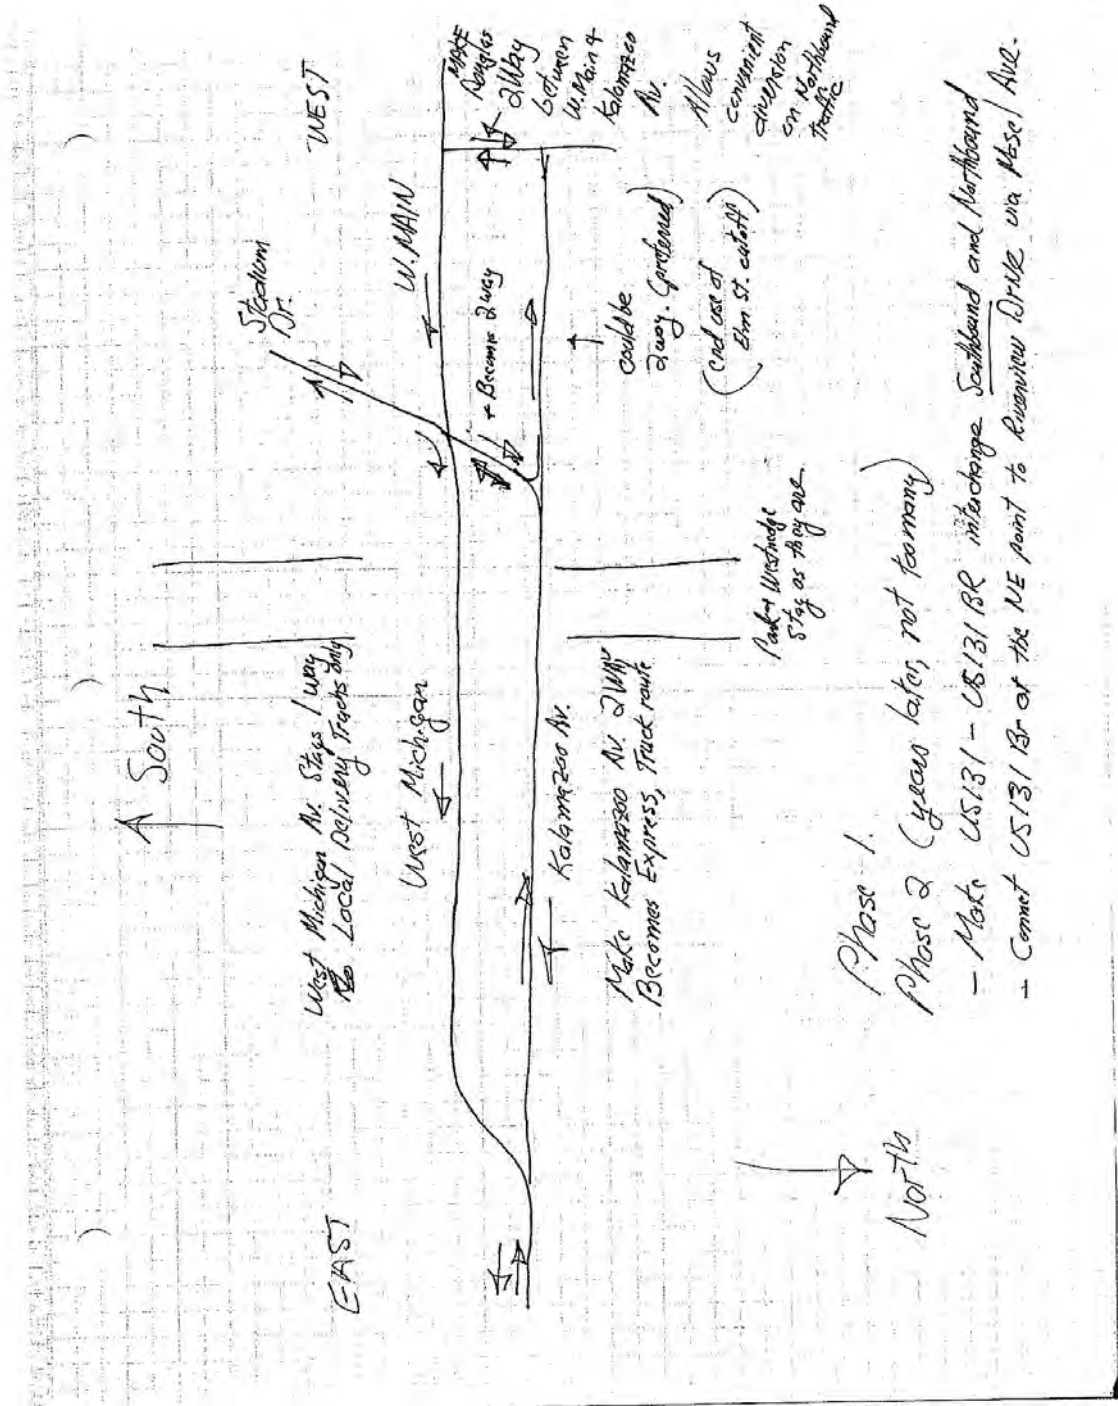 South
EAST
WEST
West Michigan Av. Stays 1 way
Local Delivery Trucks only
West Michigan
Stadium
Dr.
W. MAIN
+ Becomes 2 way
MAKE
Douglas
2 Way
between
W. Main &
Kalamazoo
Av.
Allows
convenient
diversion
on Northbound
traffic
Kalamazoo Av.
Make Kalamazoo Av. 2 WAY
Becomes Express, Truck route
Park & Westnedge
Stay as they are
could be
2 way. (preferred)
(end use of
Elm St. cutoff)
North
Phase 1.
Phase 2 (years later, not too many)
- Make US131 - US131 BR interchange Southbound and Northbound
- Connect US131 Br at the NE point to Riverview Drive via Mosel Ave.